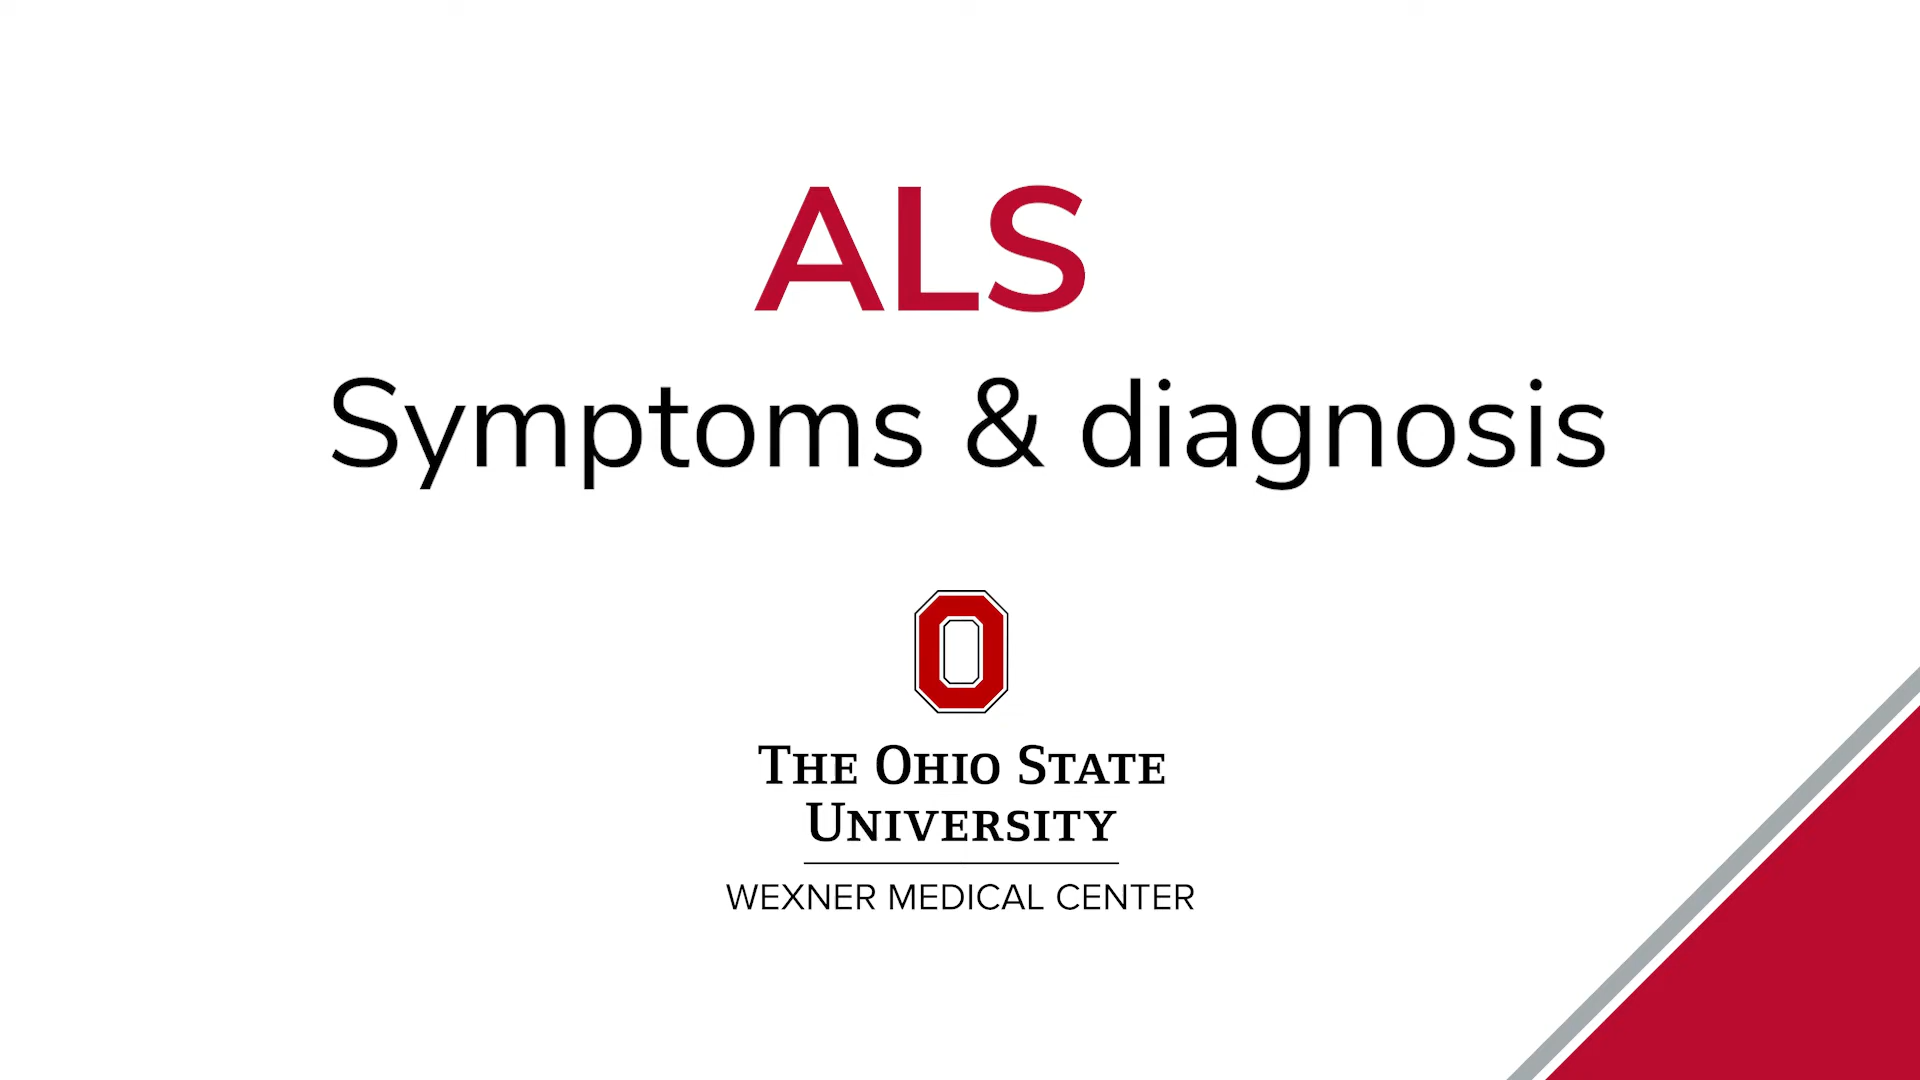 ALS
Symptoms & diagnosis
O
THE OHIO STATE
UNIVERSITY
WEXNER MEDICAL CENTER